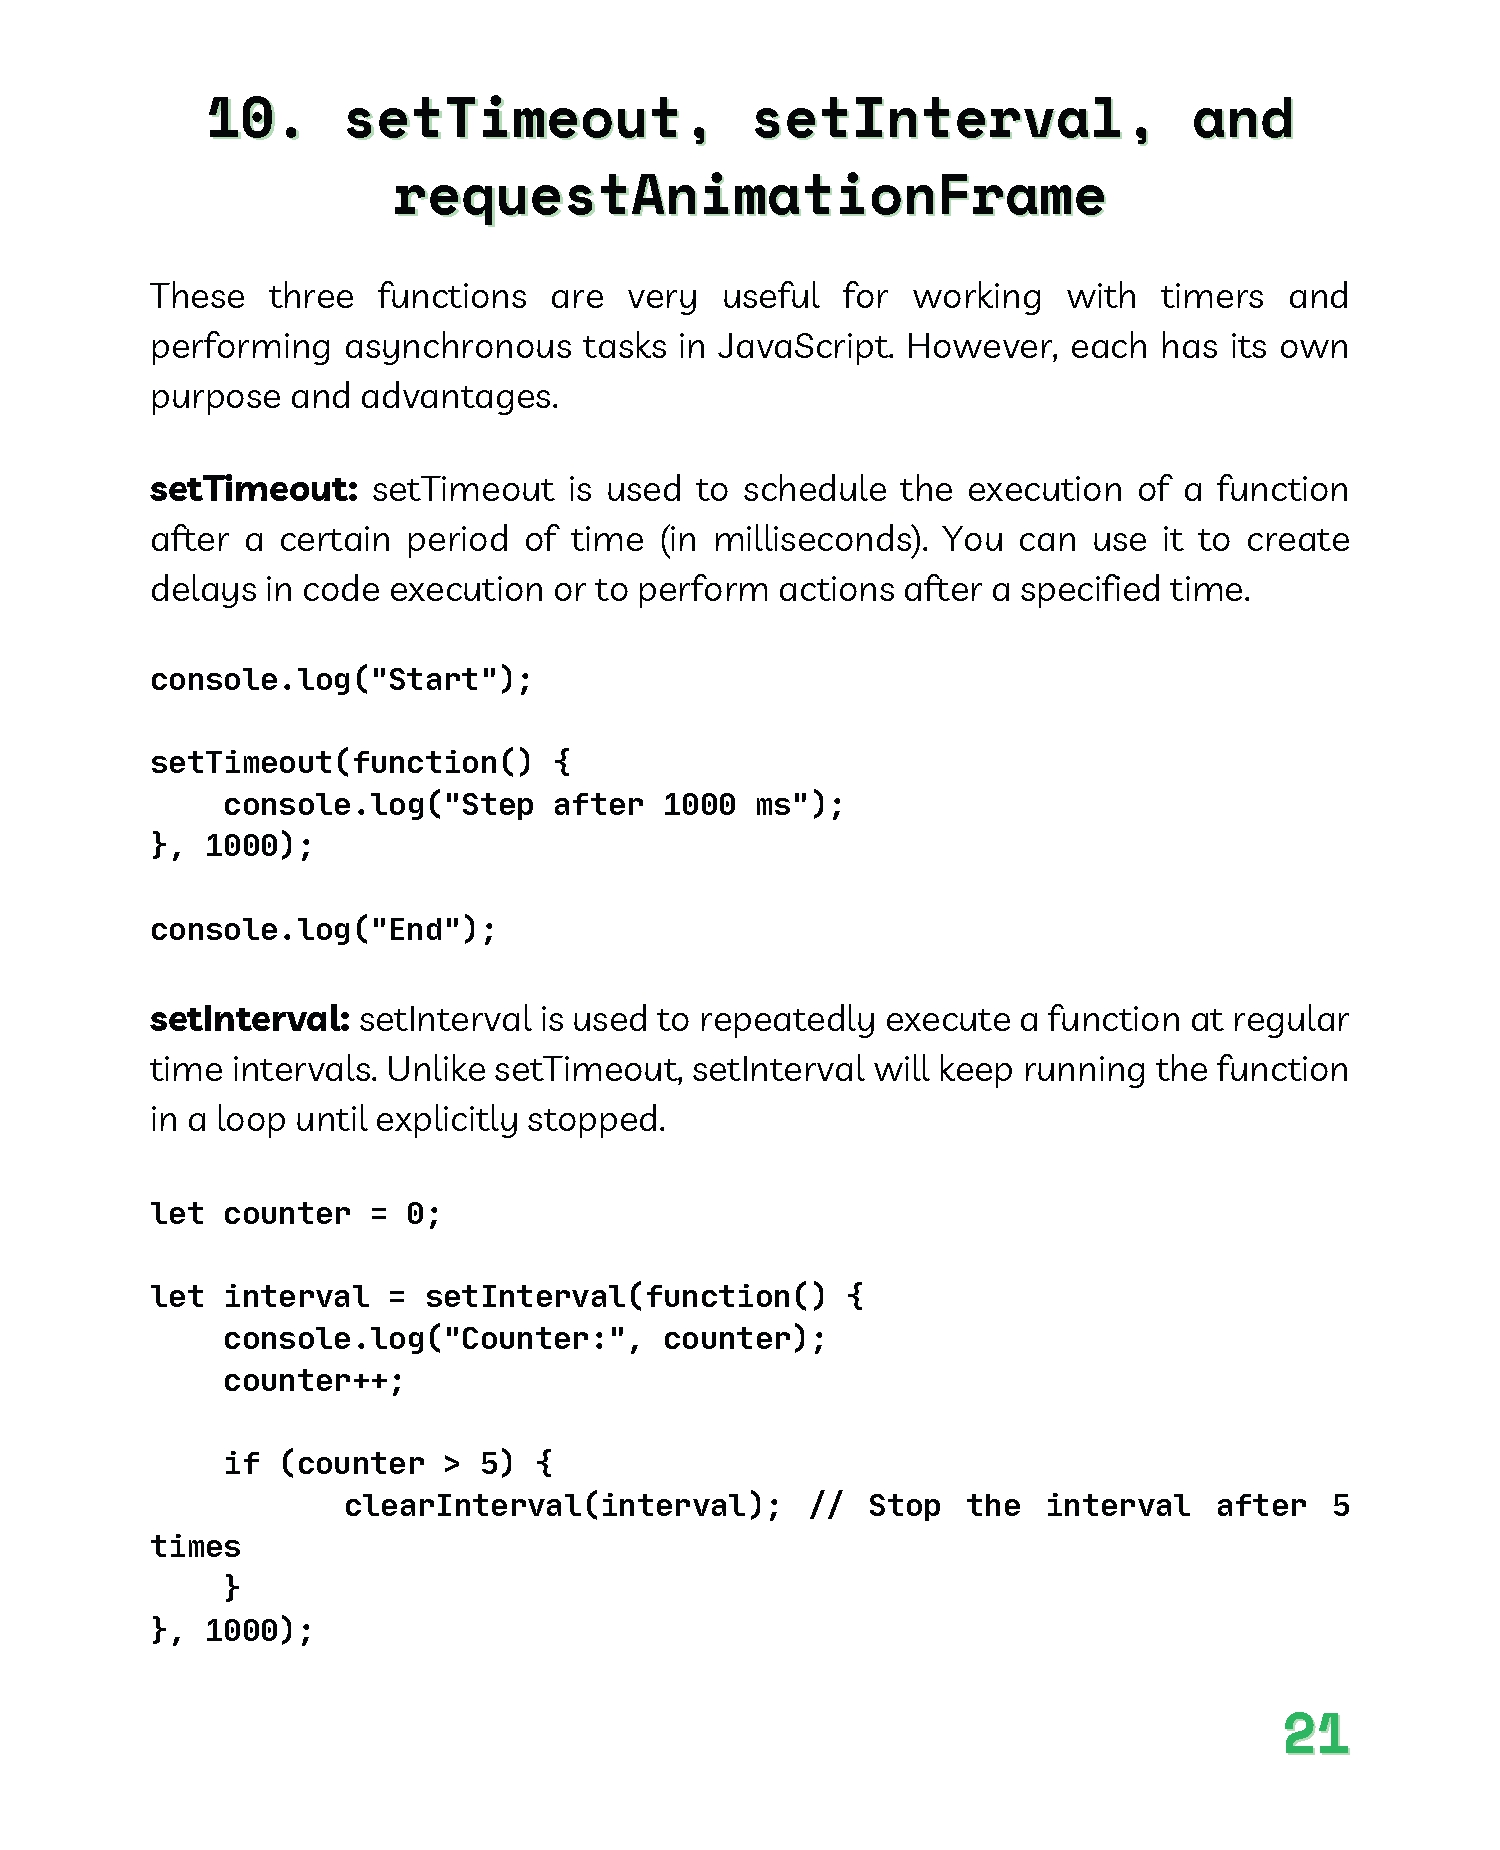 10. setTimeout, setInterval, and
requestAnimationFrame
These three functions are very useful for working with timers and
performing asynchronous tasks in JavaScript. However, each has its own
purpose and advantages.
setTimeout: setTimeout is used to schedule the execution of a function
after a certain period of time (in milliseconds). You can use it to create
delays in code execution or to perform actions after a specified time.
console.log("Start");
setTimeout(function() {
    console.log("Step after 1000 ms");
}, 1000);
console.log("End");
setInterval: setInterval is used to repeatedly execute a function at regular
time intervals. Unlike setTimeout, setInterval will keep running the function
in a loop until explicitly stopped.
let counter = 0;
let interval = setInterval(function() {
    console.log("Counter:", counter);
    counter++;
    if (counter > 5) {
        clearInterval(interval); // Stop the interval after 5
times
    }
}, 1000);
21